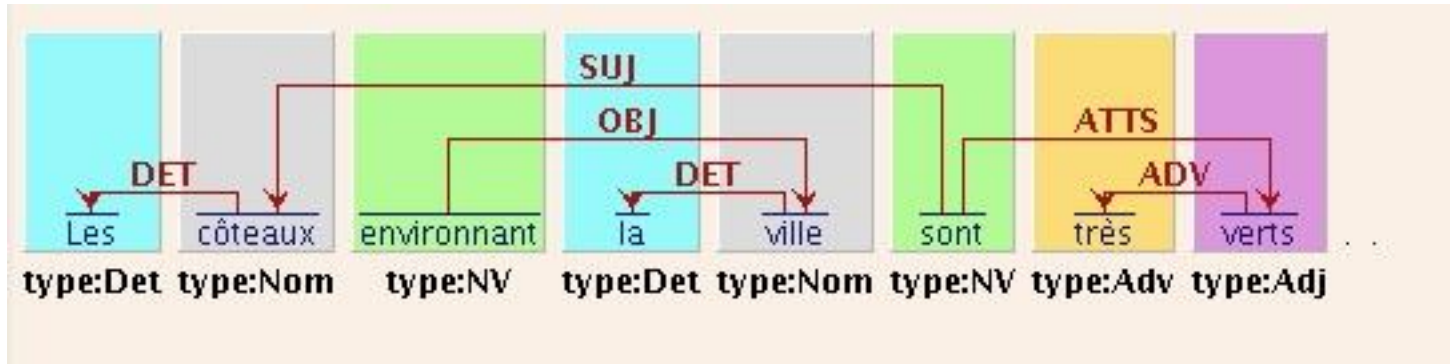 SUJ
OBJ ATTS
DET DET ADV
Les côteaux environnant la ville sont très verts . .
type:Det type:Nom type:NV type:Det type:Nom type:NV type:Adv type:Adj